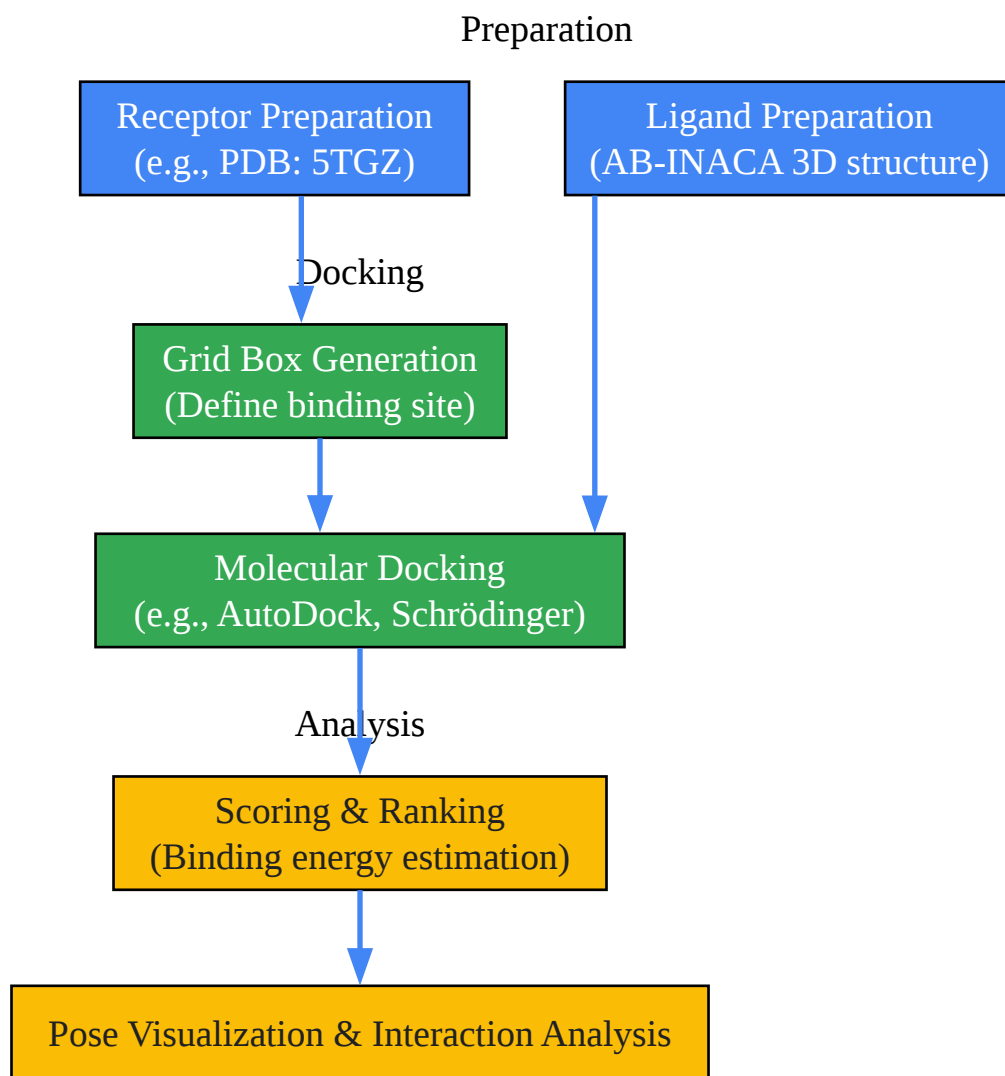 Preparation
Receptor Preparation
(e.g., PDB: 5TGZ)
Ligand Preparation
(AB-INACA 3D structure)
Docking
Grid Box Generation
(Define binding site)
Molecular Docking
(e.g., AutoDock, Schrödinger)
Analysis
Scoring & Ranking
(Binding energy estimation)
Pose Visualization & Interaction Analysis